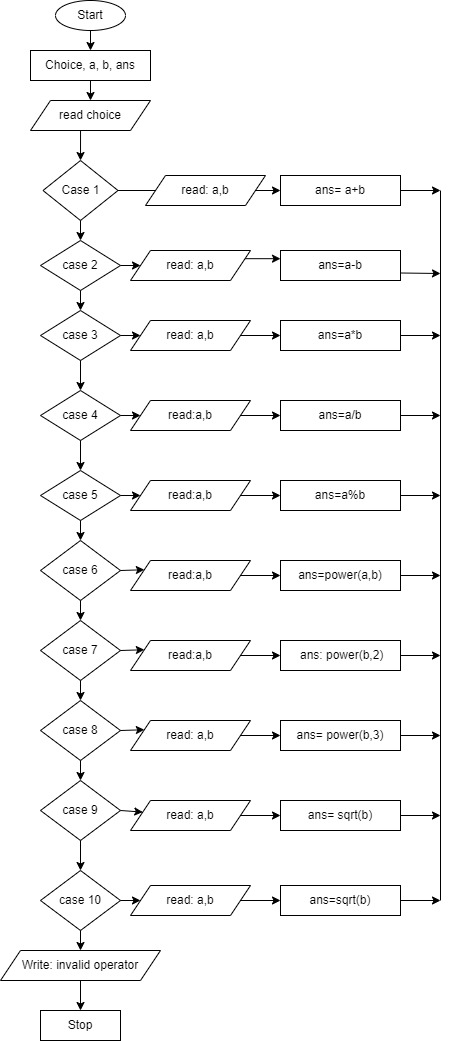 Start
Choice, a, b, ans
read choice
Case 1
read: a,b
ans= a+b
case 2
read: a,b
ans=a-b
case 3
read: a,b
ans=a*b
case 4
read:a,b
ans=a/b
case 5
read:a,b
ans=a%b
case 6
read:a,b
ans=power(a,b)
case 7
read:a,b
ans: power(b,2)
case 8
read: a,b
ans= power(b,3)
case 9
read: a,b
ans= sqrt(b)
case 10
read: a,b
ans=sqrt(b)
Write: invalid operator
Stop